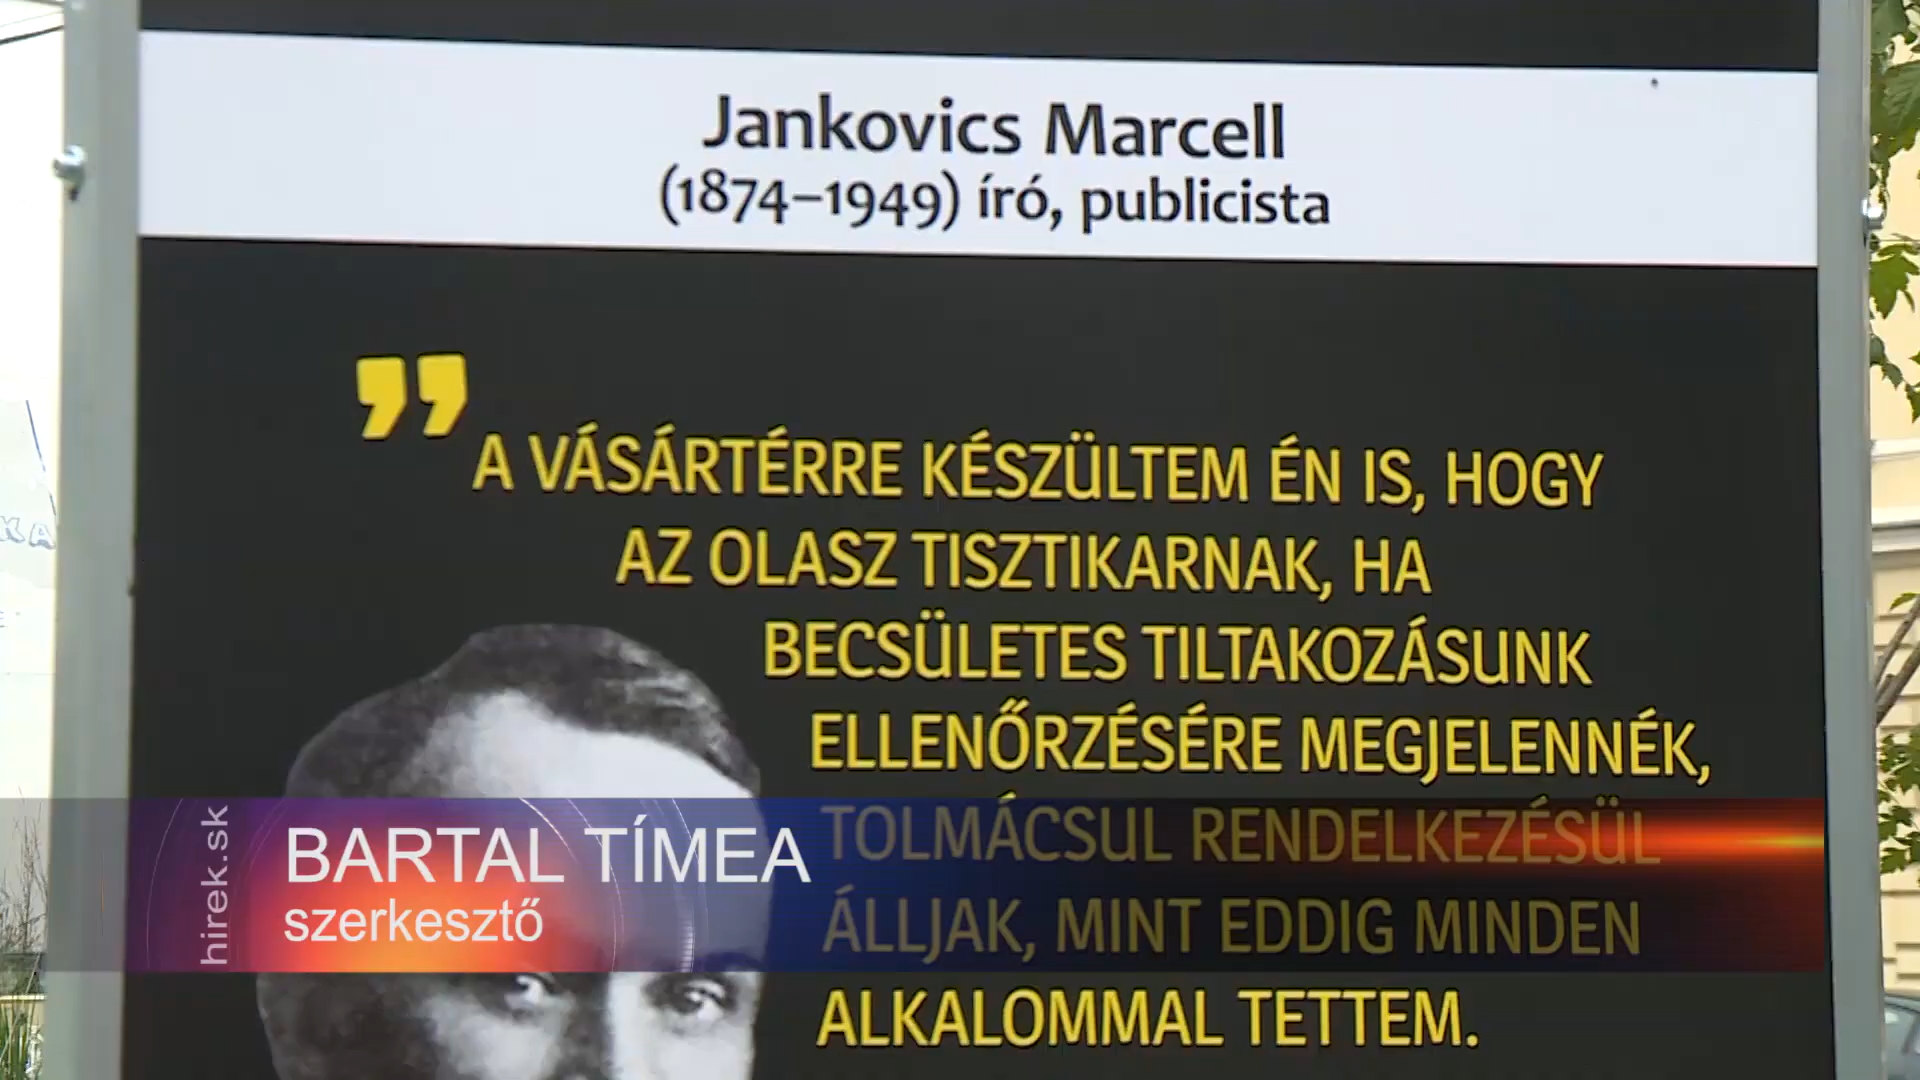 Jankovics Marcell
(1874–1949) író, publicista
” A VÁSÁRTÉRRE KÉSZÜLTEM ÉN IS, HOGY
AZ OLASZ TISZTIKARNAK, HA
BECSÜLETES TILTAKOZÁSUNK
ELLENŐRZÉSÉRE MEGJELENNÉK,
TOLMÁCSUL RENDELKEZÉSÜL
ÁLLJAK, MINT EDDIG MINDEN
ALKALOMMAL TETTEM.
hirek.sk
BARTAL TÍMEA
szerkesztő
KA